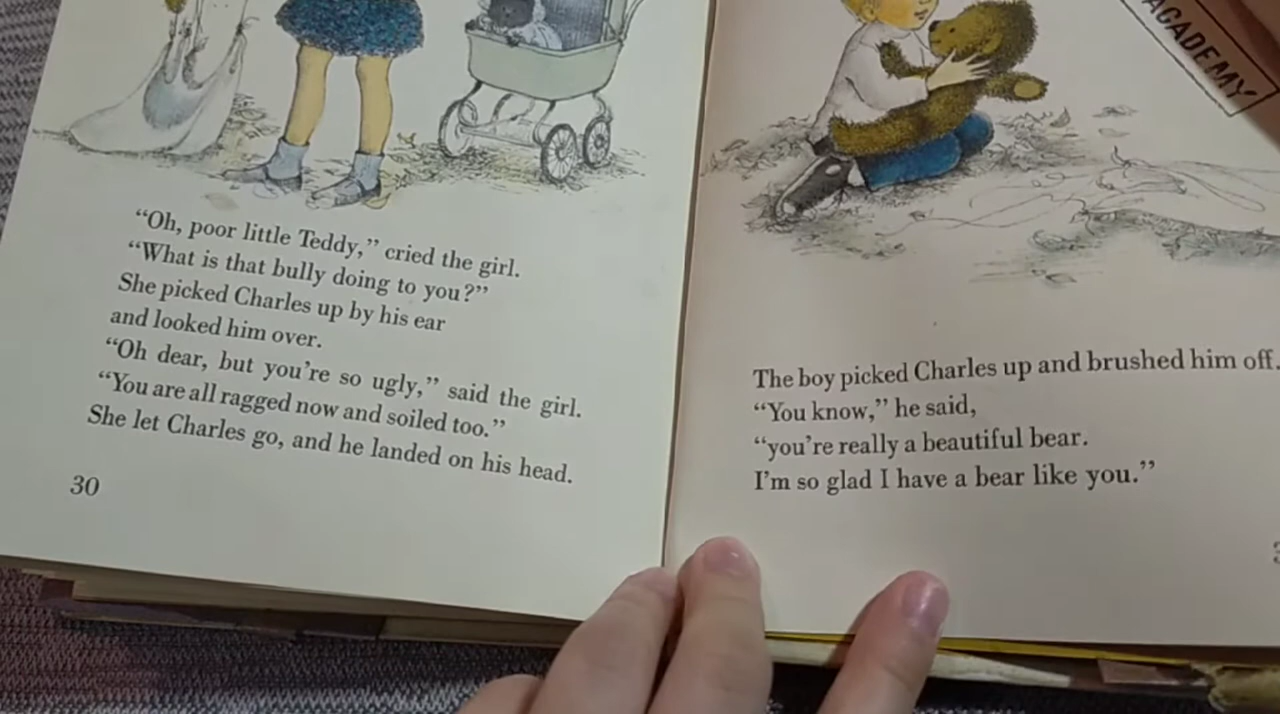 “Oh, poor little Teddy,” cried the girl.
“What is that bully doing to you?”
She picked Charles up by his ear
and looked him over.
“Oh dear, but you’re so ugly,” said the girl.
“You are all ragged now and soiled too.”
She let Charles go, and he landed on his head.
30
ACADEMY
The boy picked Charles up and brushed him off.
“You know,” he said,
“you’re really a beautiful bear.
I’m so glad I have a bear like you.”